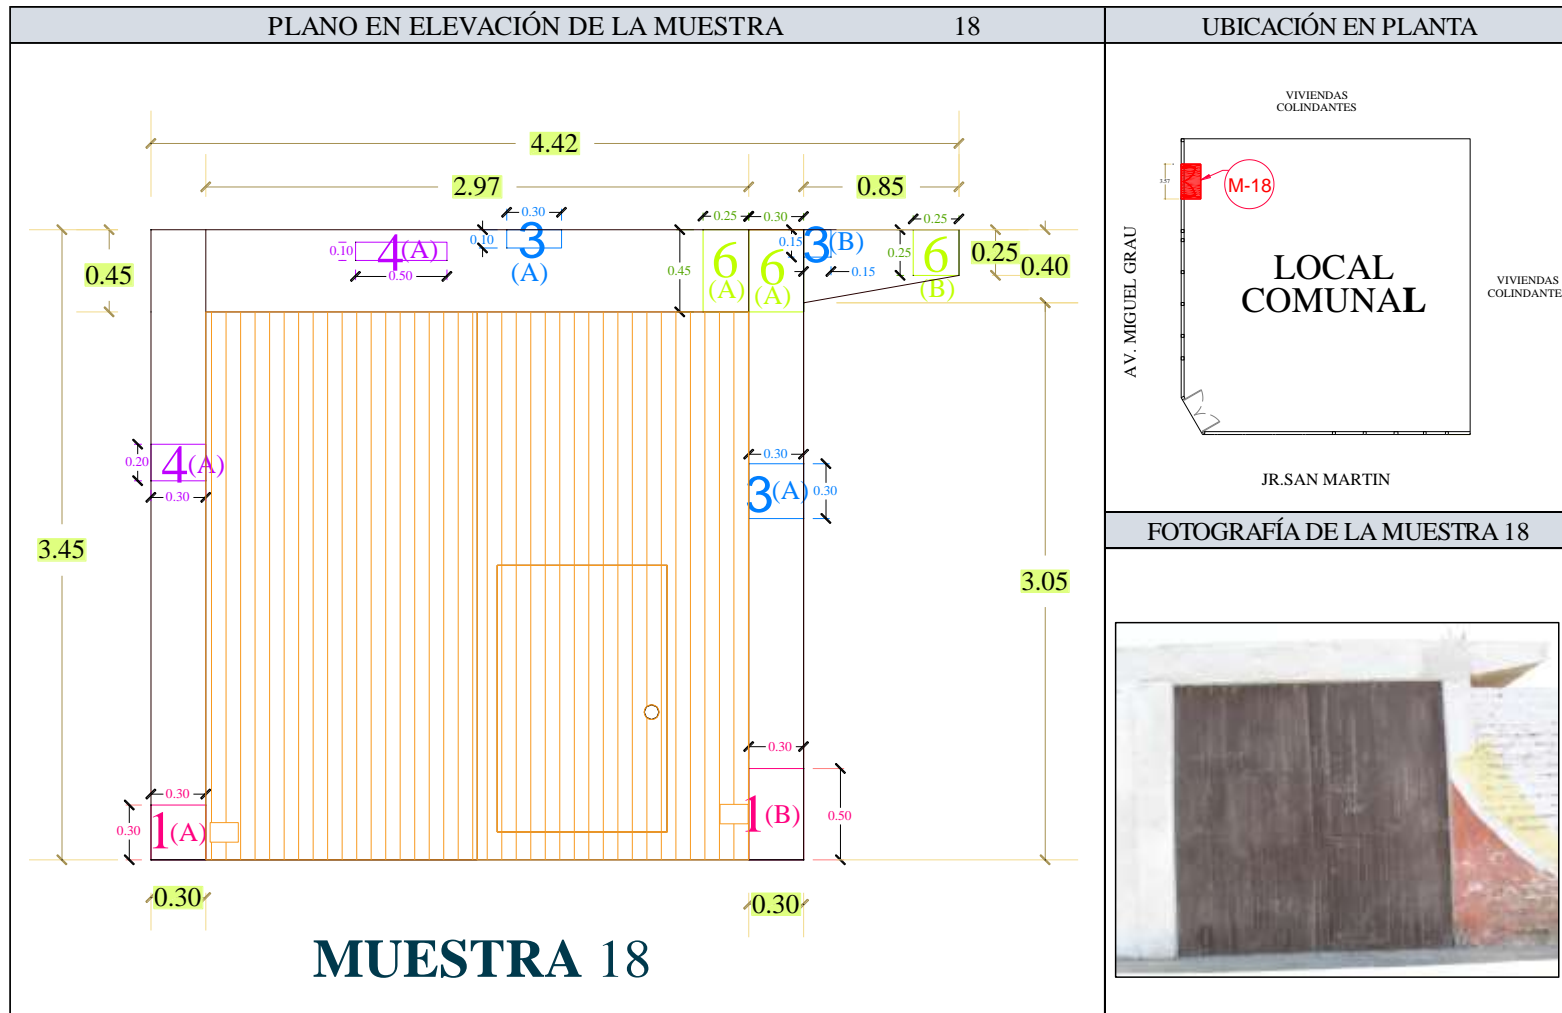 PLANO EN ELEVACIÓN DE LA MUESTRA 18
UBICACIÓN EN PLANTA
4.42
2.97
0.85
0.30
0.25
0.30
0.25
0.45
0.10
4(A)
0.50
0.10
3
(A)
0.45
6
(A)
6
(A)
0.15
3(B)
0.15
0.25
6
(B)
0.25
0.40
0.20
4(A)
0.30
0.30
3(A)
0.30
3.45
3.05
0.30
0.30
1(A)
0.30
1(B)
0.50
0.30
0.30
MUESTRA 18
VIVIENDAS
COLINDANTES
M-18
AV. MIGUEL GRAU
LOCAL
COMUNAL
VIVIENDAS
COLINDANTE
JR.SAN MARTIN
FOTOGRAFÍA DE LA MUESTRA 18